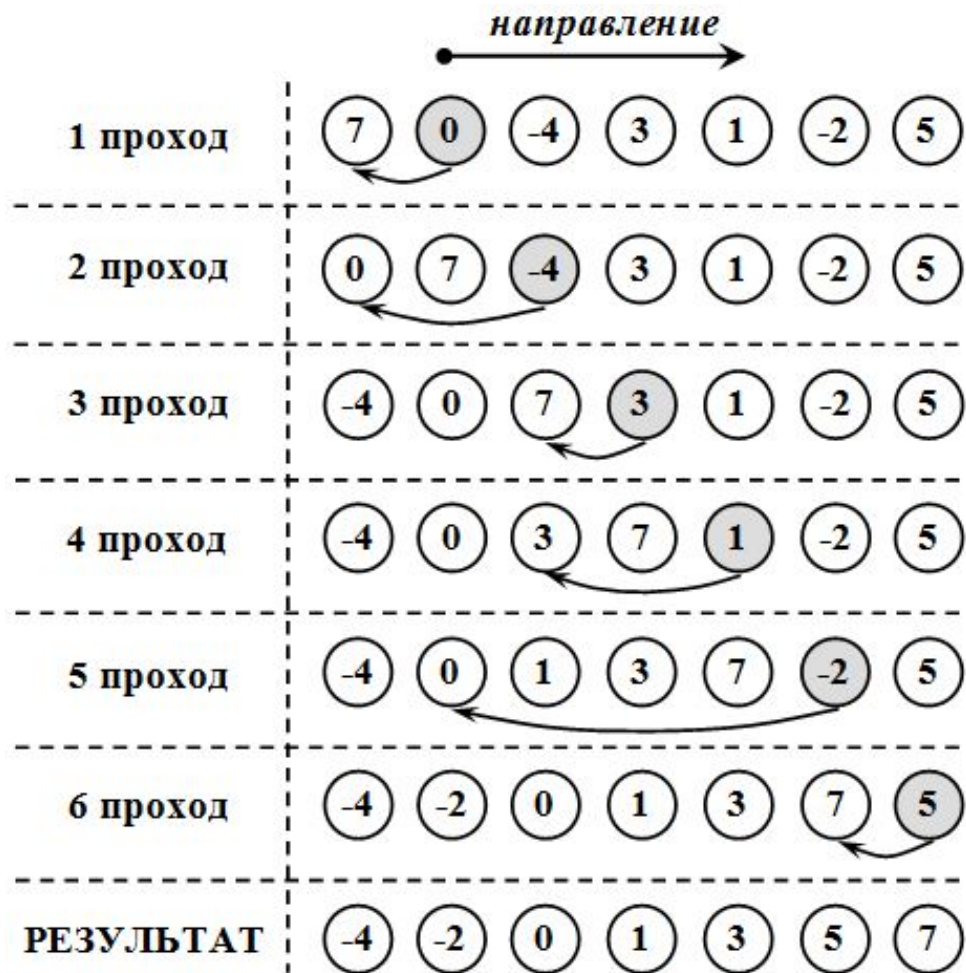 направление
1 проход 7 0 -4 3 1 -2 5
2 проход 0 7 -4 3 1 -2 5
3 проход -4 0 7 3 1 -2 5
4 проход -4 0 3 7 1 -2 5
5 проход -4 0 1 3 7 -2 5
6 проход -4 -2 0 1 3 7 5
РЕЗУЛЬТАТ -4 -2 0 1 3 5 7